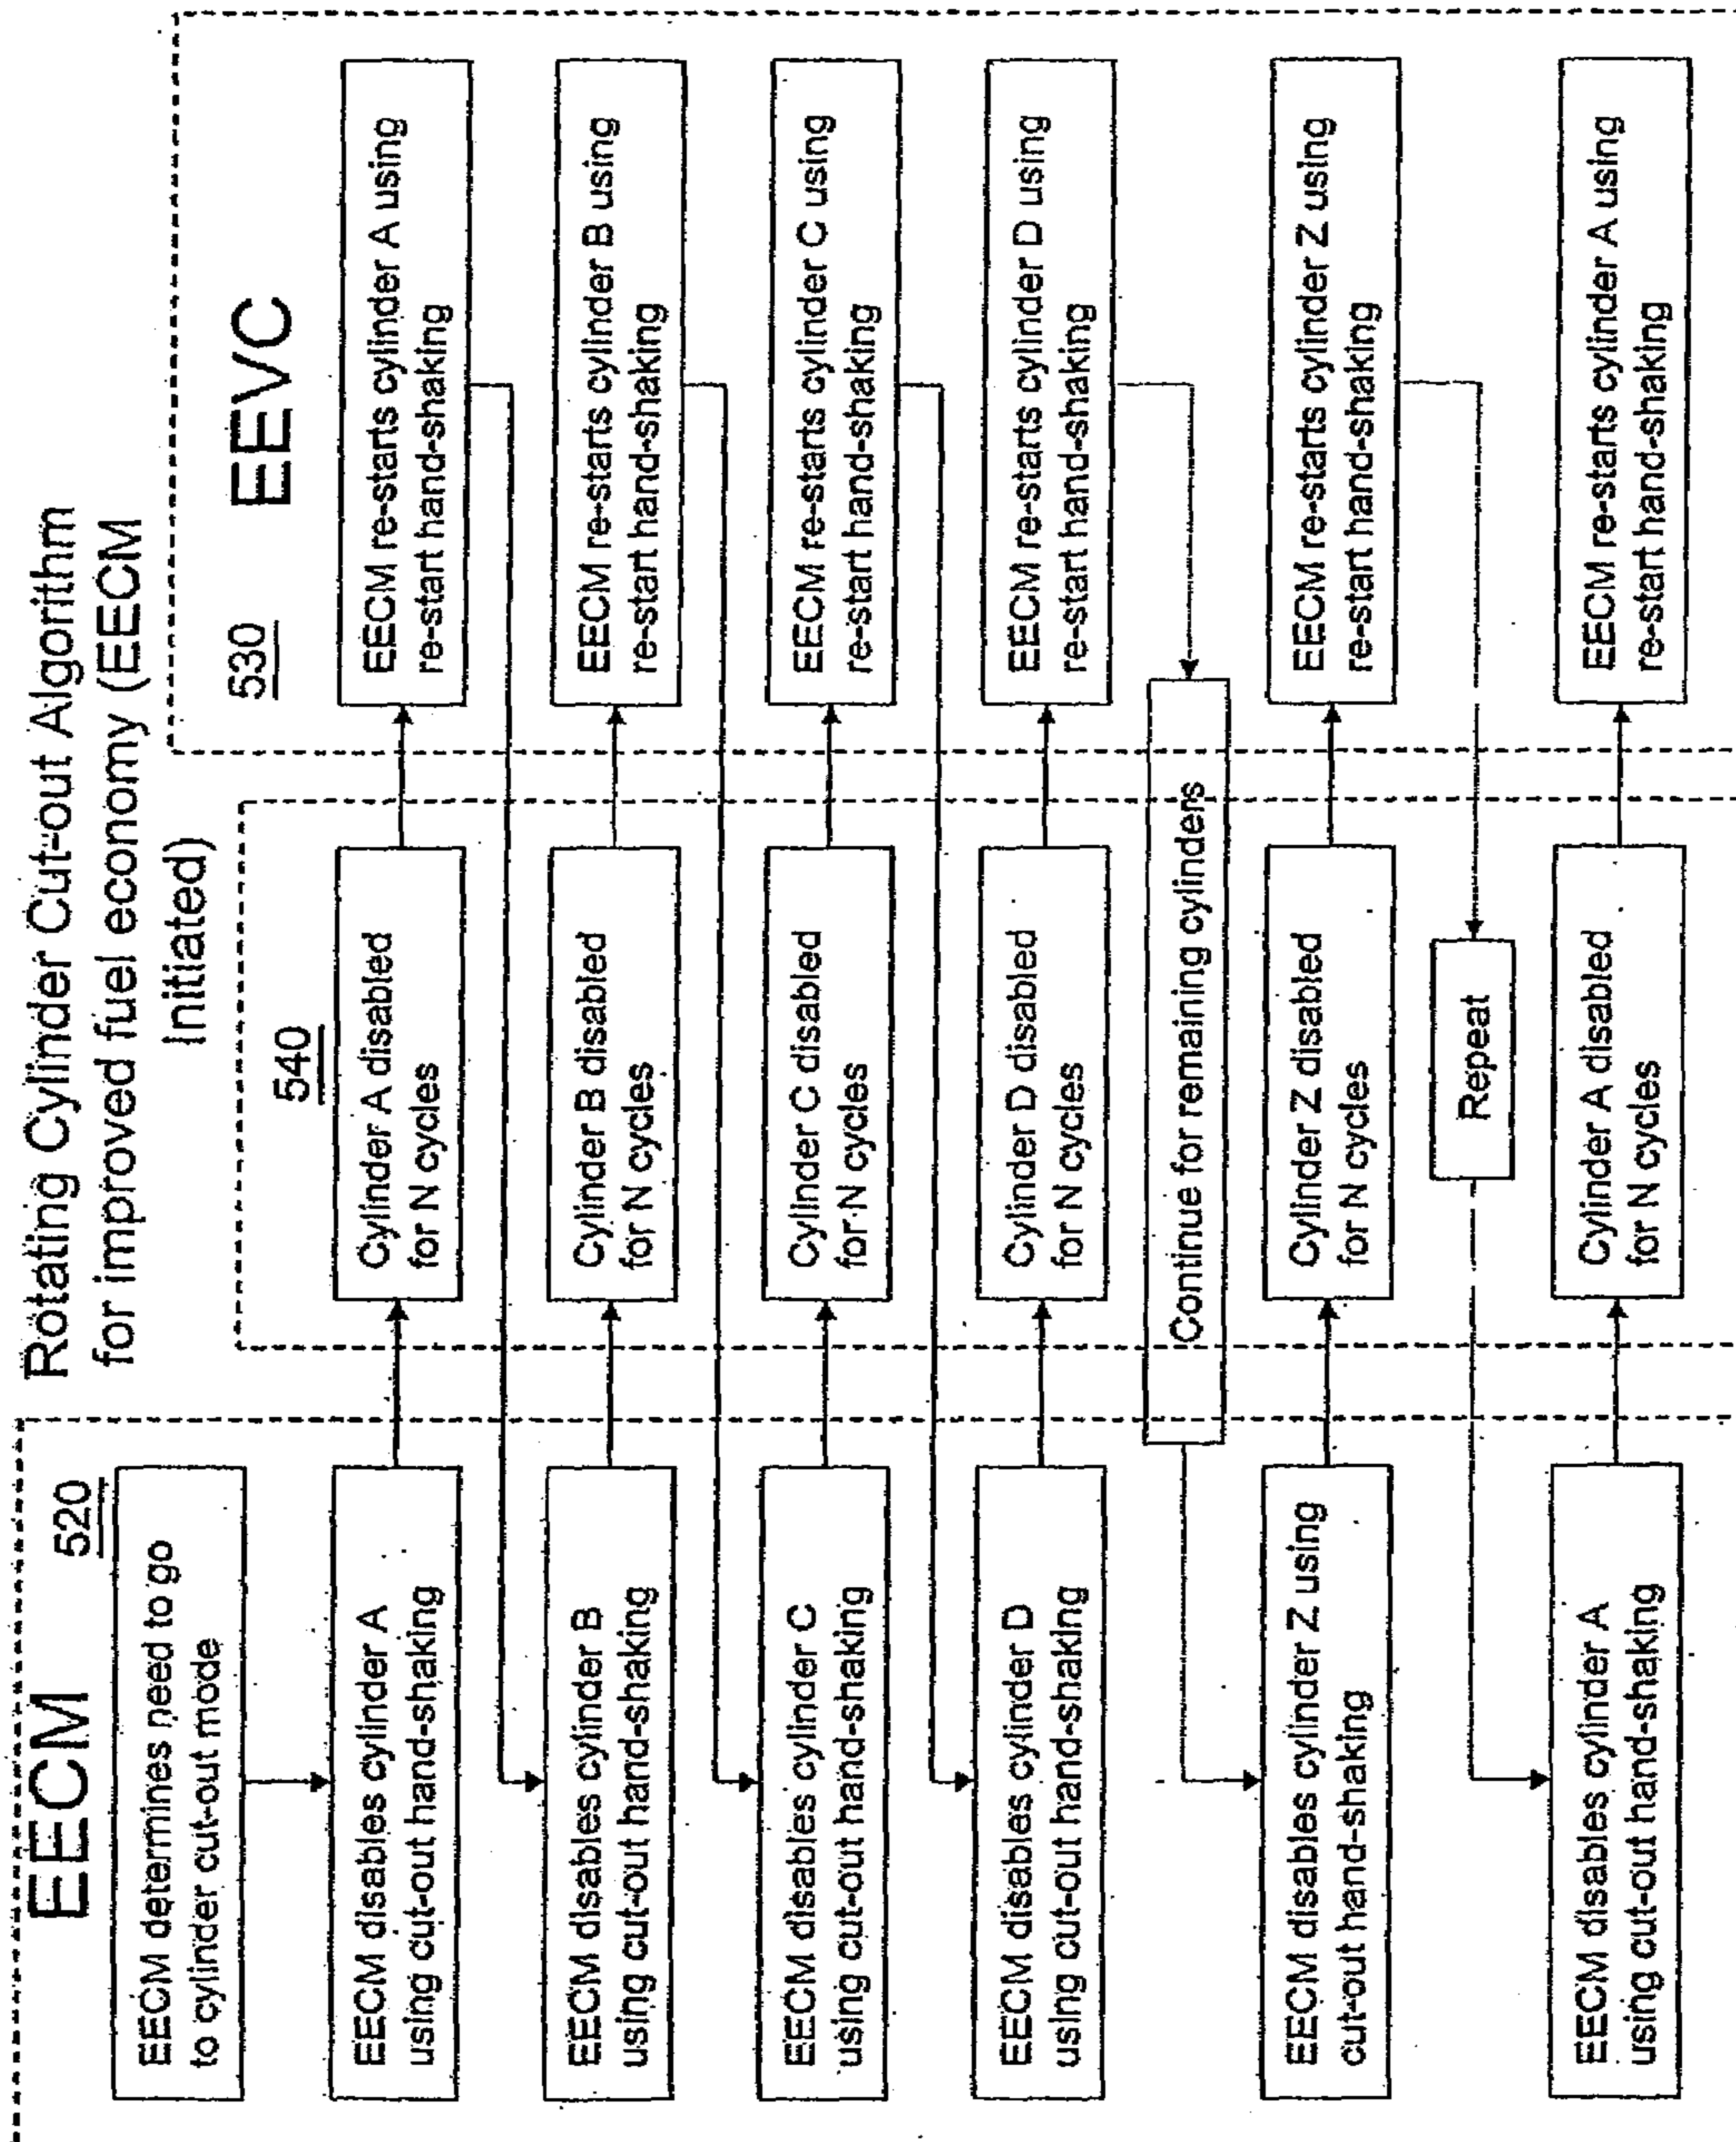 Rotating Cylinder Cut-out Algorithm
for improved fuel economy (EECM
Initiated)
EECM
520
540
530
EEVC
EECM determines need to go
to cylinder cut-out mode
EECM disables cylinder A
using cut-out hand-shaking
Cylinder A disabled
for N cycles
EECM re-starts cylinder A using
re-start hand-shaking
EECM disables cylinder B
using cut-out hand-shaking
Cylinder B disabled
for N cycles
EECM re-starts cylinder B using
re-start hand-shaking
EECM disables cylinder C
using cut-out hand-shaking
Cylinder C disabled
for N cycles
EECM re-starts cylinder C using
re-start hand-shaking
EECM disables cylinder D
using cut-out hand-shaking
Cylinder D disabled
for N cycles
EECM re-starts cylinder D using
re-start hand-shaking
Continue for remaining cylinders
EECM disables cylinder Z using
cut-out hand-shaking
Cylinder Z disabled
for N cycles
EECM re-starts cylinder Z using
re-start hand-shaking
Repeat
EECM disables cylinder A
using cut-out hand-shaking
Cylinder A disabled
for N cycles
EECM re-starts cylinder A using
re-start hand-shaking